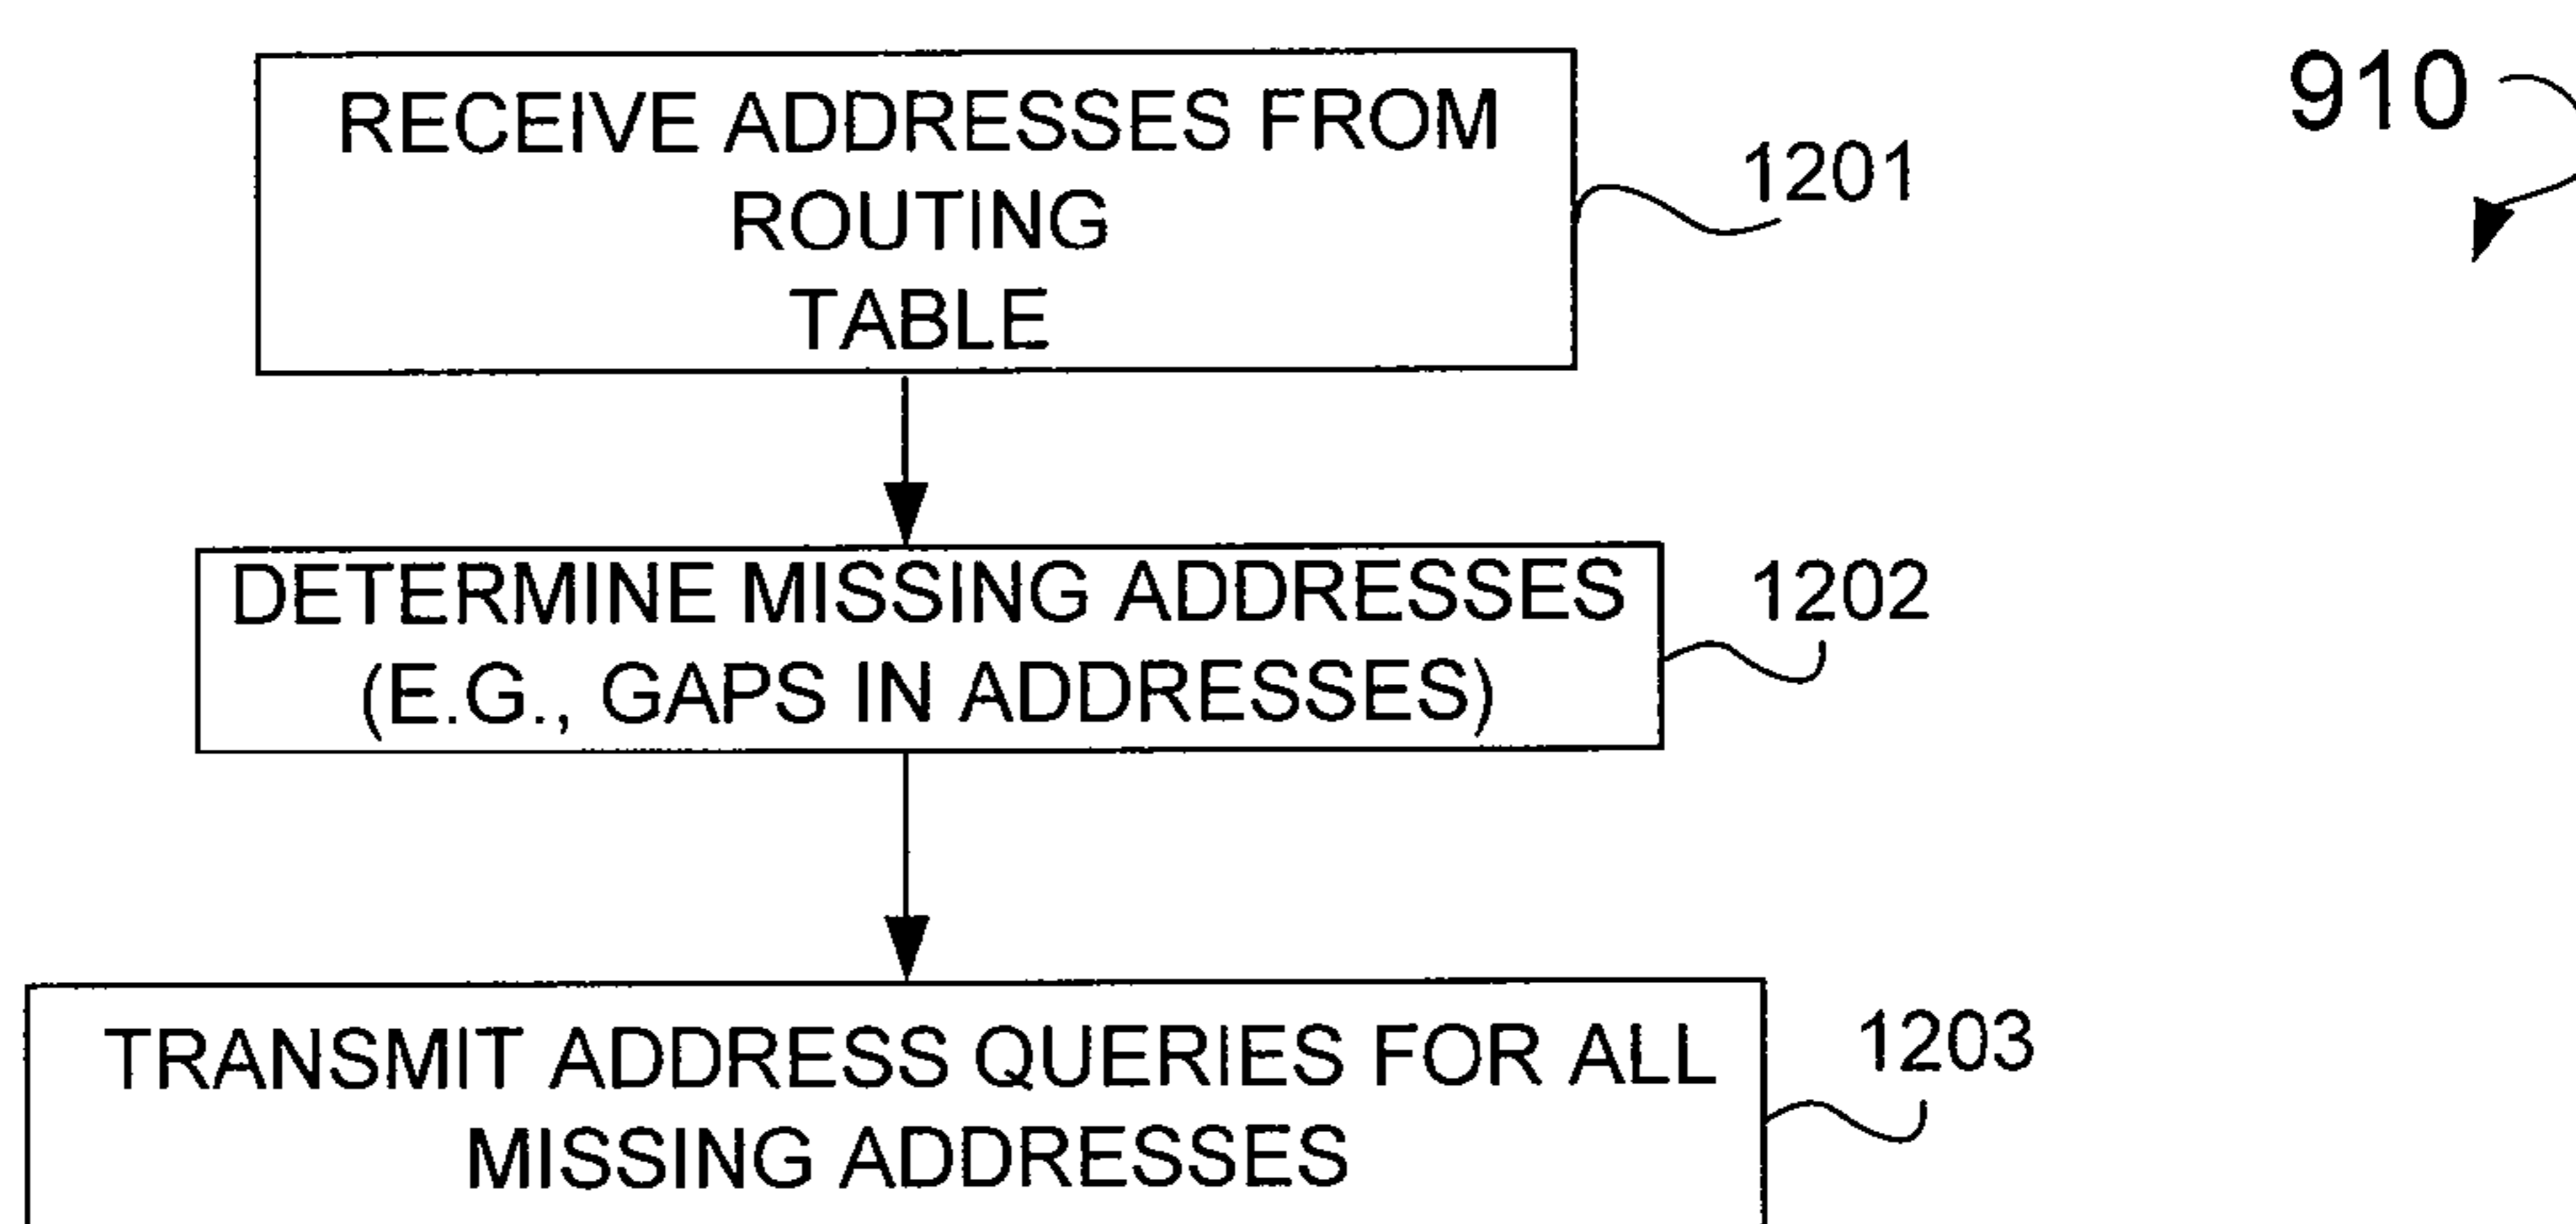 RECEIVE ADDRESSES FROM
ROUTING
TABLE
1201
910
DETERMINE MISSING ADDRESSES
(E.G., GAPS IN ADDRESSES)
1202
TRANSMIT ADDRESS QUERIES FOR ALL
MISSING ADDRESSES
1203